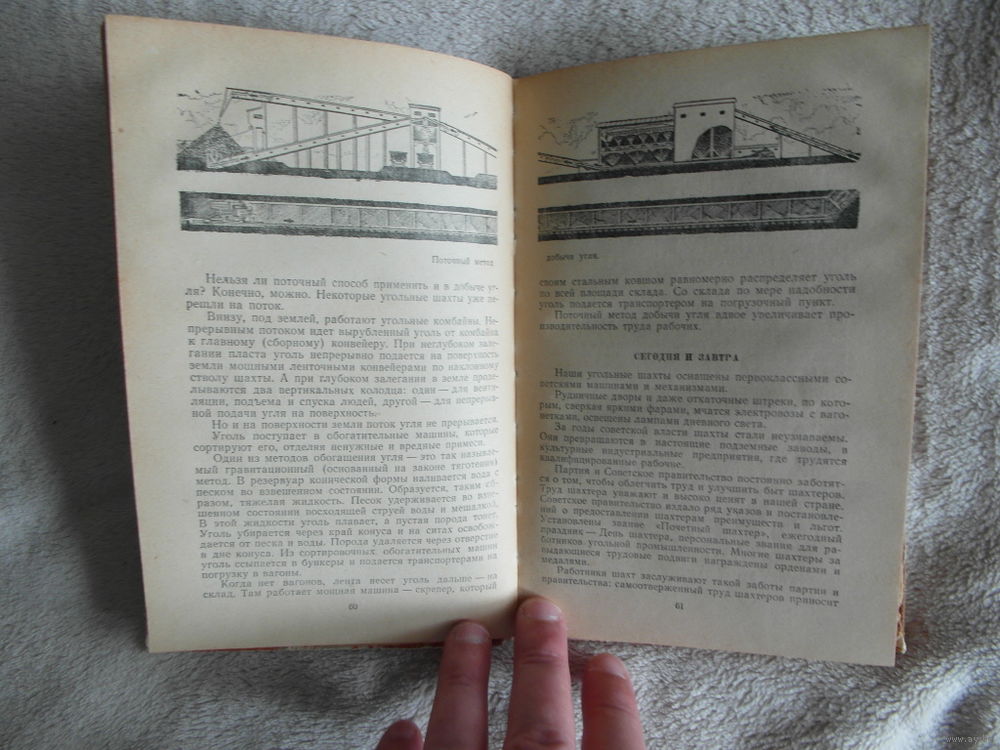 Поточный метод
Нельзя ли поточный способ применить и в добыче уг-
ля? Конечно, можно. Некоторые угольные шахты уже пе-
решли на поток.
Внизу, под землей, работают угольные комбайны. Не-
прерывным потоком идет вырубленный уголь от комбайна
к главному (сборному) конвейеру. При неглубоком зале-
гании пласта уголь непрерывно подается на поверхность
земли мощными ленточными конвейерами по наклонному
стволу шахты. А при глубоком залегании в земле проде-
лываются два вертикальных колодца: один — для венти-
ляции, подъема и спуска людей, другой — для непрерыв-
ной подачи угля на поверхность.
Но и на поверхности земли поток угля не прерывается.
Уголь поступает в обогатительные машины, которые
сортируют его, отделяя ненужные и вредные примеси.
Один из методов обогащения угля — это так называе-
мый гравитационный (основанный на законе тяготения)
метод. В резервуар конической формы наливается вода с
песком во взвешенном состоянии. Образуется, таким об-
разом, тяжелая жидкость. Песок удерживается во взве-
шенном состоянии восходящей струей воды и мешалкой.
В этой жидкости уголь плавает, а пустая порода тонет.
Уголь убирается через край конуса и на ситах освобож-
дается от песка и воды. Порода удаляется через отверстие
в дне конуса. Из сортировочных обогатительных машин
уголь ссыпается в бункеры и подается транспортерами на
погрузку в вагоны.
Когда нет вагонов, лента несет уголь дальше — на
склад. Там работает мощная машина — скрепер, который
60
добычи угля.
своим стальным ковшом равномерно распределяет уголь
по всей площади склада. Со склада по мере надобности
уголь подается транспортером на погрузочный пункт.
Поточный метод добычи угля вдвое увеличивает про-
изводительность труда рабочих.
СЕГОДНЯ И ЗАВТРА
Наши угольные шахты оснащены первоклассными со-
ветскими машинами и механизмами.
Рудничные дворы и даже откаточные штреки, по кото-
рым, сверкая яркими фарами, мчатся электровозы с ваго-
нетками, освещены лампами дневного света.
За годы советской власти шахты стали неузнаваемы.
Они превращаются в настоящие подземные заводы, в
культурные индустриальные предприятия, где трудятся
квалифицированные рабочие.
Партия и Советское правительство постоянно заботят-
ся о том, чтобы облегчить труд и улучшить быт шахтеров.
Труд шахтера уважают и высоко ценят в нашей стране.
Советское правительство издало ряд указов и постановле-
ний о предоставлении шахтерам преимуществ и льгот.
Установлены звание «Почетный шахтер», ежегодный
праздник — День шахтера, персональные звания для ра-
ботников угольной промышленности. Многие шахтеры за
выдающиеся трудовые подвиги награждены орденами и
медалями.
Работники шахт заслуживают такой заботы партии и
правительства: самоотверженный труд шахтеров приносит
61